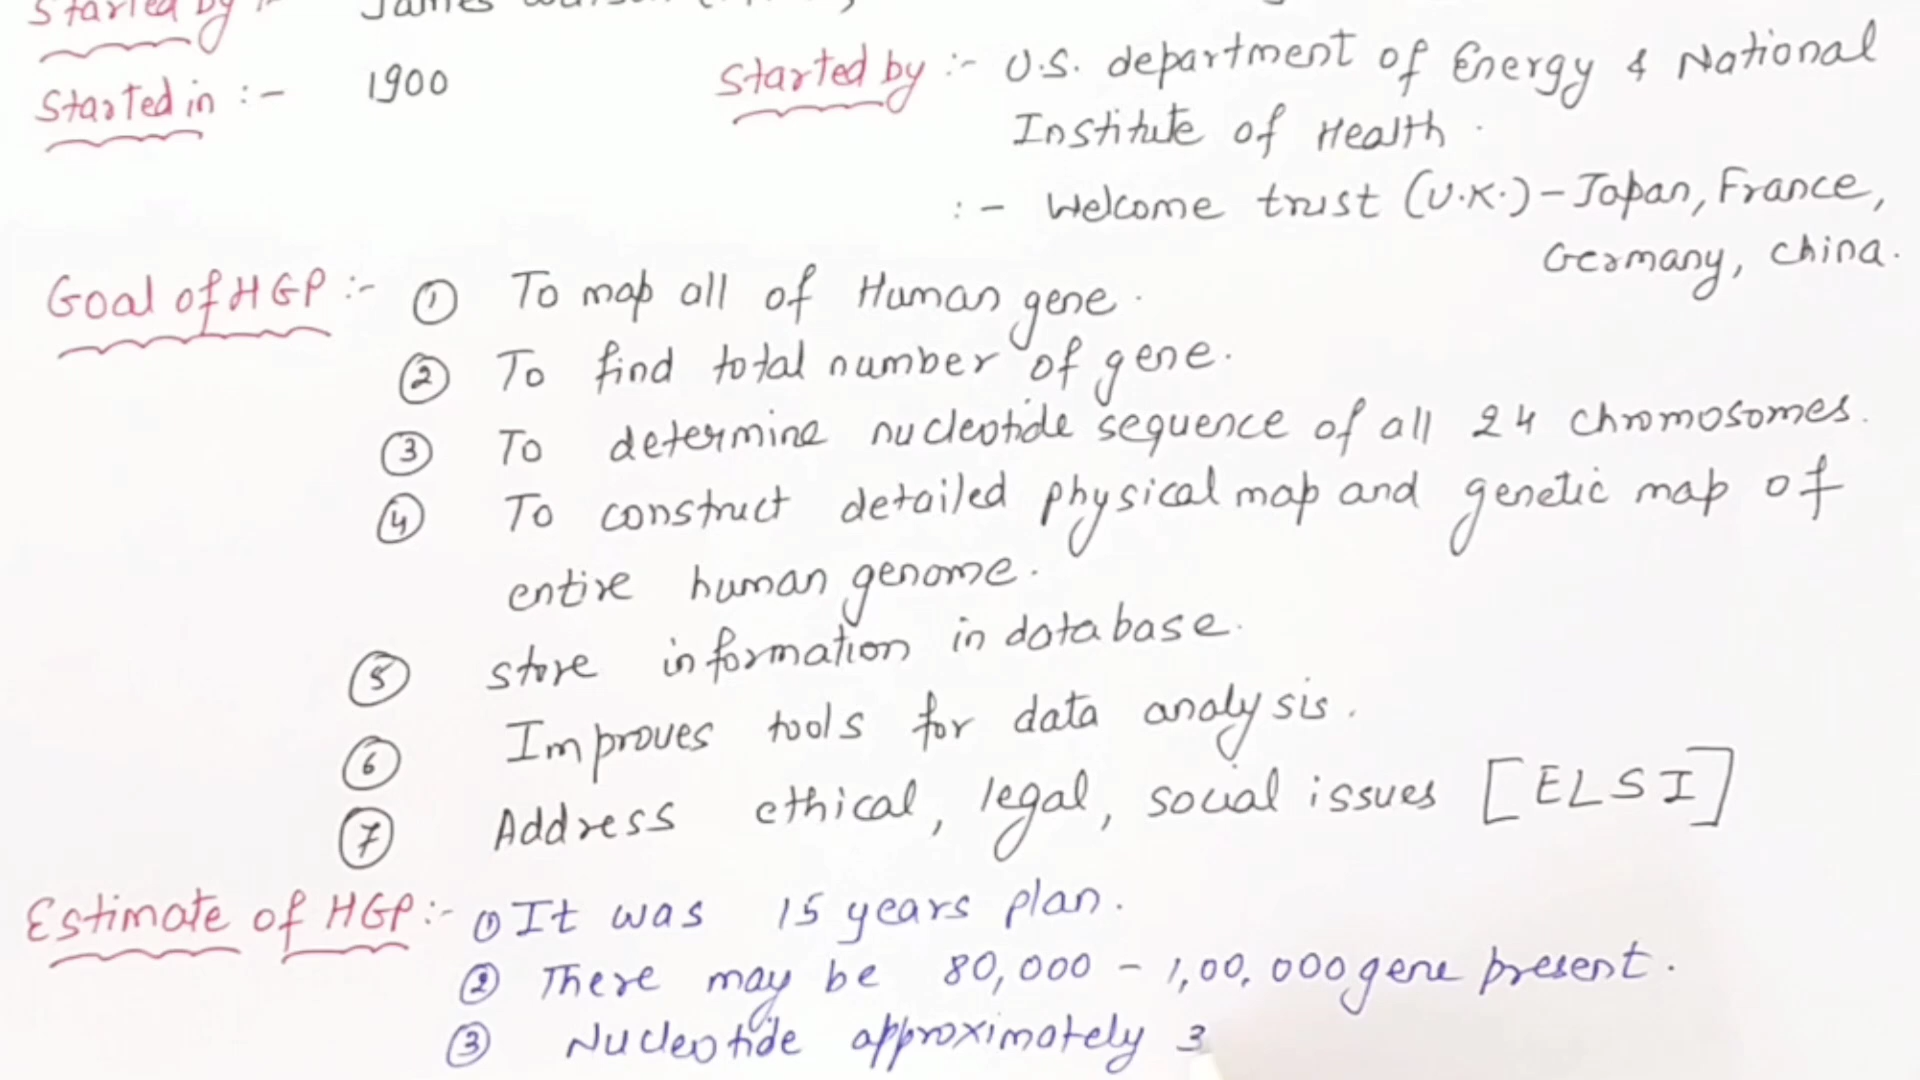 Started by :-
Started in :- 1900
Started by :- U.S. department of Energy & National
Institute of Health .
:- Welcome trust (U.K.) - Japan, France,
Germany, China.
Goal of HGP :- ① To map all of Human gene.
② To find total number of gene.
③ To determine nucleotide sequence of all 24 chromosomes.
④ To construct detailed physical map and genetic map of
entire human genome.
⑤ store information in database.
⑥ Improves tools for data analysis.
⑦ Address ethical, legal, social issues [ELSI]
Estimate of HGP :- ① It was 15 years plan.
② There may be 80,000 - 1,00,000 gene present.
③ Nucleotide approximately 3